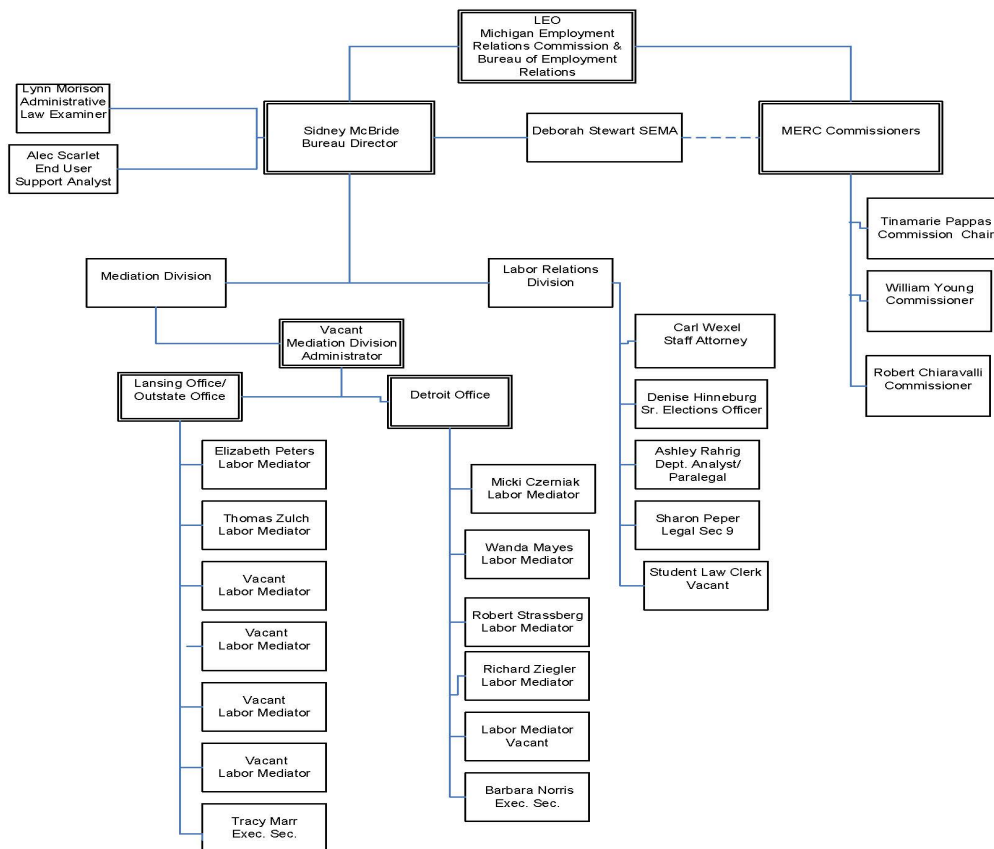 LEO
Michigan Employment
Relations Commission &
Bureau of Employment
Relations
Lynn Morison
Administrative
Law Examiner
Alec Scarlet
End User
Support Analyst
Sidney McBride
Bureau Director
Deborah Stewart SEMA
MERC Commissioners
Tinamarie Pappas
Commission Chair
William Young
Commissioner
Robert Chiaravalli
Commissioner
Mediation Division
Labor Relations
Division
Vacant
Mediation Division
Administrator
Lansing Office/
Outstate Office
Detroit Office
Elizabeth Peters
Labor Mediator
Thomas Zulch
Labor Mediator
Vacant
Labor Mediator
Vacant
Labor Mediator
Vacant
Labor Mediator
Vacant
Labor Mediator
Tracy Marr
Exec. Sec.
Micki Czerniak
Labor Mediator
Wanda Mayes
Labor Mediator
Robert Strassberg
Labor Mediator
Richard Ziegler
Labor Mediator
Labor Mediator
Vacant
Barbara Norris
Exec. Sec.
Carl Wexel
Staff Attorney
Denise Hinneburg
Sr. Elections Officer
Ashley Rahrig
Dept. Analyst/
Paralegal
Sharon Peper
Legal Sec 9
Student Law Clerk
Vacant